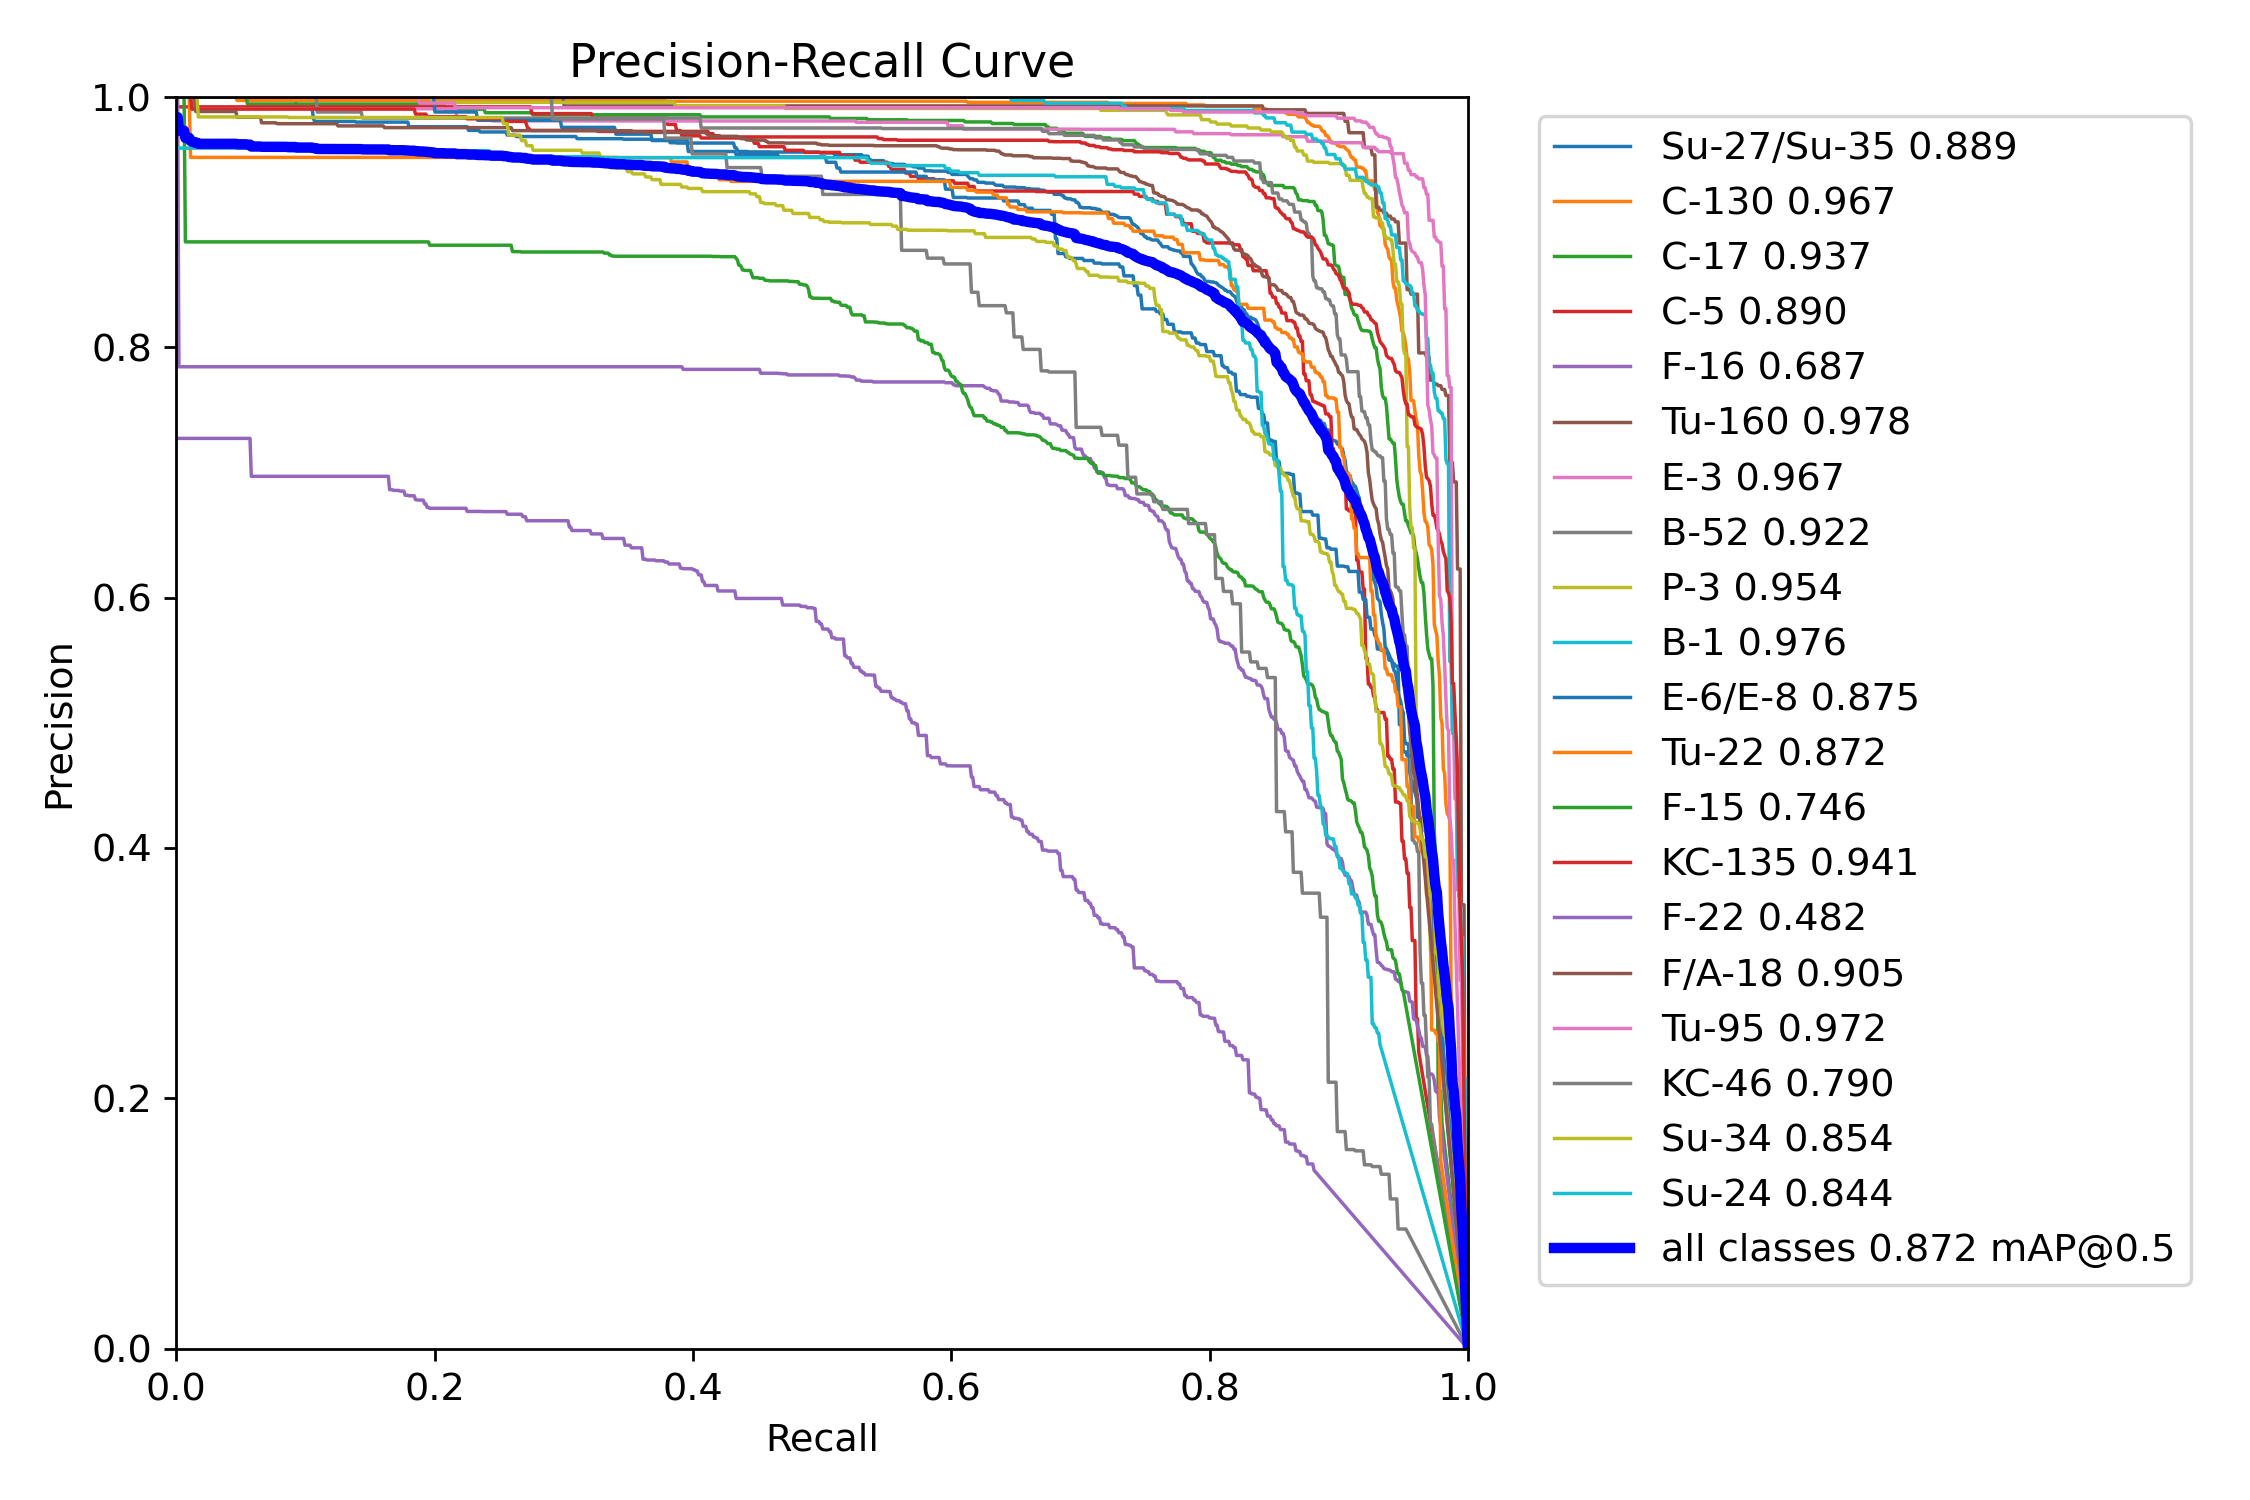 Precision-Recall Curve
1.0
0.8
0.6
0.4
0.2
0.0
Precision
0.0 0.2 0.4 0.6 0.8 1.0
Recall
Su-27/Su-35 0.889
C-130 0.967
C-17 0.937
C-5 0.890
F-16 0.687
Tu-160 0.978
E-3 0.967
B-52 0.922
P-3 0.954
B-1 0.976
E-6/E-8 0.875
Tu-22 0.872
F-15 0.746
KC-135 0.941
F-22 0.482
F/A-18 0.905
Tu-95 0.972
KC-46 0.790
Su-34 0.854
Su-24 0.844
all classes 0.872 mAP@0.5